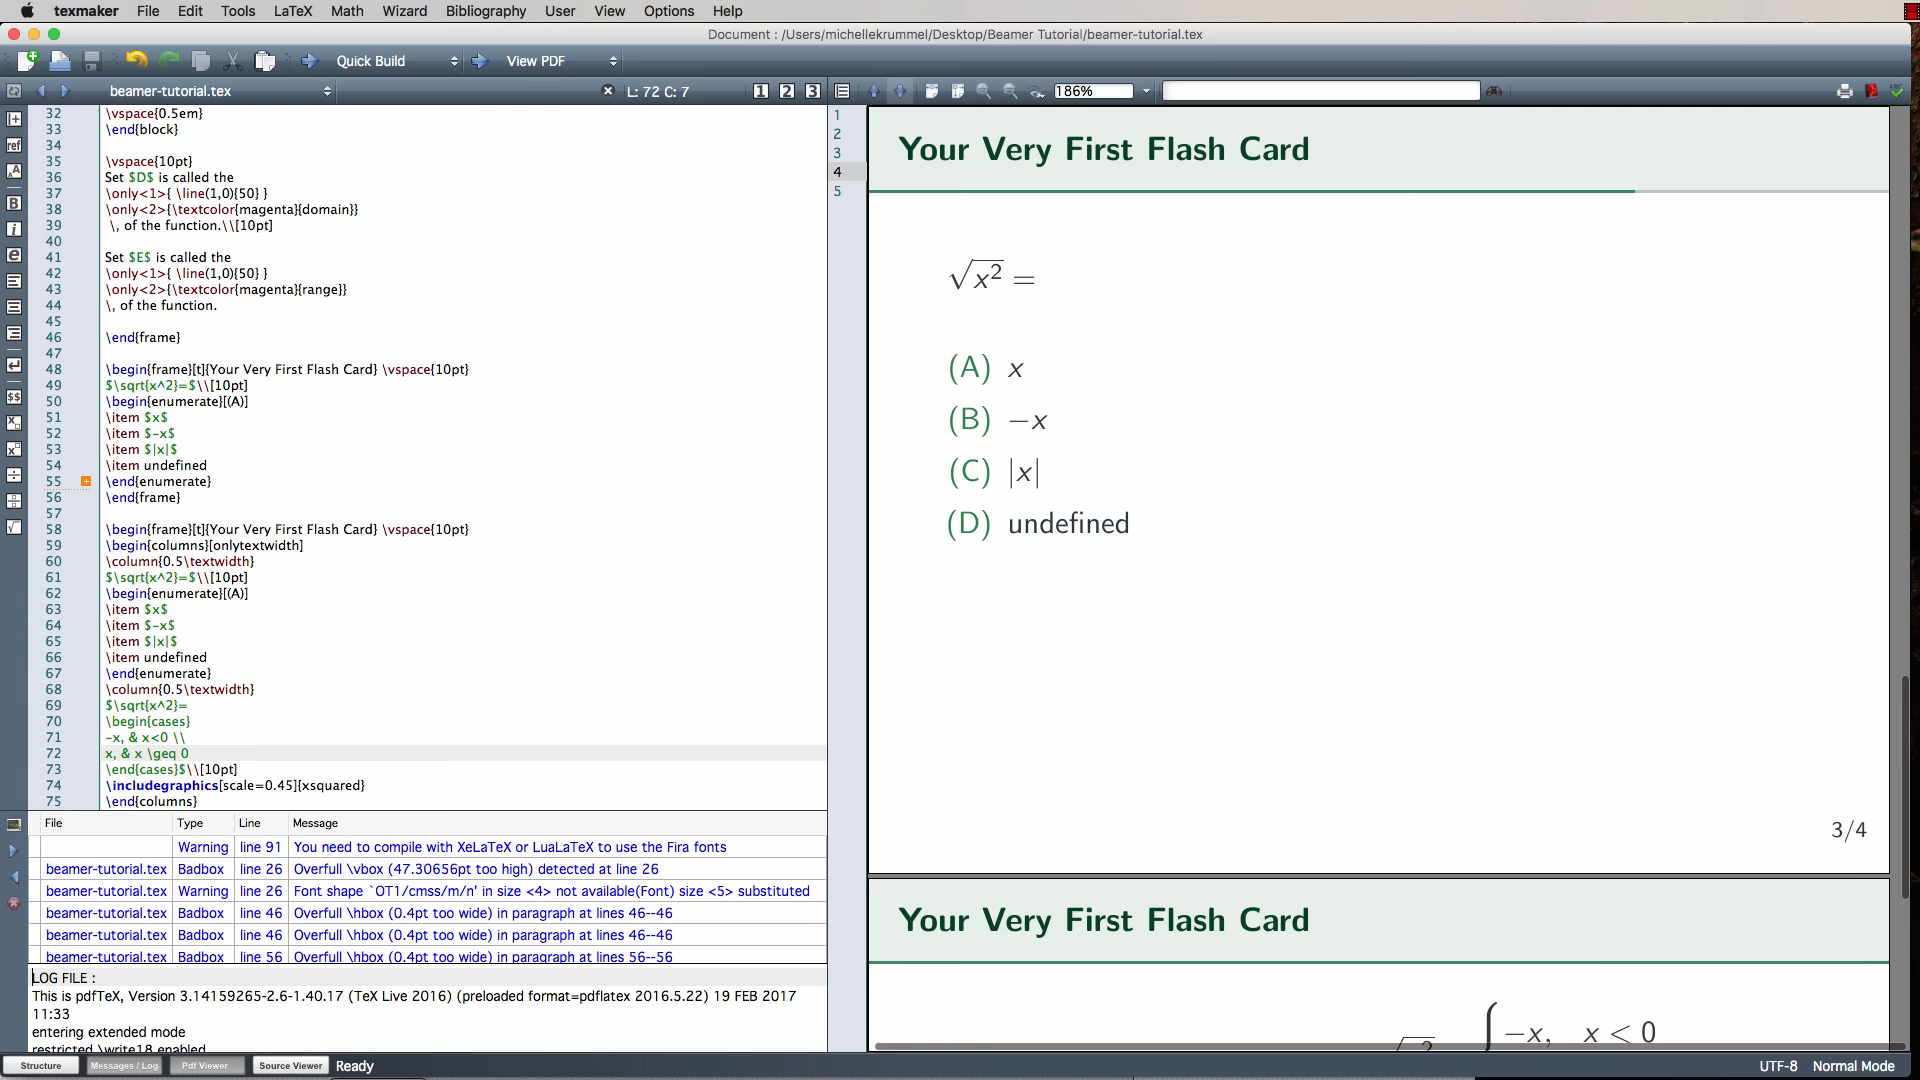 texmaker File Edit Tools LaTeX Math Wizard Bibliography User View Options Help
Document : /Users/michellekrummel/Desktop/Beamer Tutorial/beamer-tutorial.tex
Quick Build View PDF
beamer-tutorial.tex L: 72 C: 7 1 2 3 186%
32 \vspace{0.5em}
33 \end{block}
34
35 \vspace{10pt}
36 Set $D$ is called the
37 \only<1>{ \line(1,0){50} }
38 \only<2>{\textcolor{magenta}{domain}}
39 \, of the function.\\[10pt]
40
41 Set $E$ is called the
42 \only<1>{ \line(1,0){50} }
43 \only<2>{\textcolor{magenta}{range}}
44 \, of the function.
45
46 \end{frame}
47
48 \begin{frame}[t]{Your Very First Flash Card} \vspace{10pt}
49 $\sqrt{x^2}=$\\[10pt]
50 \begin{enumerate}[(A)]
51 \item $x$
52 \item $-x$
53 \item $|x|$
54 \item undefined
55 \end{enumerate}
56 \end{frame}
57
58 \begin{frame}[t]{Your Very First Flash Card} \vspace{10pt}
59 \begin{columns}[onlytextwidth]
60 \column{0.5\textwidth}
61 $\sqrt{x^2}=$\\[10pt]
62 \begin{enumerate}[(A)]
63 \item $x$
64 \item $-x$
65 \item $|x|$
66 \item undefined
67 \end{enumerate}
68 \column{0.5\textwidth}
69 $\sqrt{x^2}=
70 \begin{cases}
71 -x, & x<0 \\
72 x, & x \geq 0
73 \end{cases}$\\[10pt]
74 \includegraphics[scale=0.45]{xsquared}
75 \end{columns}
1
2
3
4
5
Your Very First Flash Card
√x² =
(A) x
(B) −x
(C) |x|
(D) undefined
3/4
Your Very First Flash Card
−x, x < 0
File Type Line Message
Warning line 91 You need to compile with XeLaTeX or LuaLaTeX to use the Fira fonts
beamer-tutorial.tex Badbox line 26 Overfull \vbox (47.30656pt too high) detected at line 26
beamer-tutorial.tex Warning line 26 Font shape `OT1/cmss/m/n' in size <4> not available(Font) size <5> substituted
beamer-tutorial.tex Badbox line 46 Overfull \hbox (0.4pt too wide) in paragraph at lines 46--46
beamer-tutorial.tex Badbox line 46 Overfull \hbox (0.4pt too wide) in paragraph at lines 46--46
beamer-tutorial.tex Badbox line 56 Overfull \hbox (0.4pt too wide) in paragraph at lines 56--56
LOG FILE :
This is pdfTeX, Version 3.14159265-2.6-1.40.17 (TeX Live 2016) (preloaded format=pdflatex 2016.5.22) 19 FEB 2017
11:33
entering extended mode
restricted \write18 enabled
Structure Messages / Log Pdf Viewer Source Viewer Ready UTF-8 Normal Mode